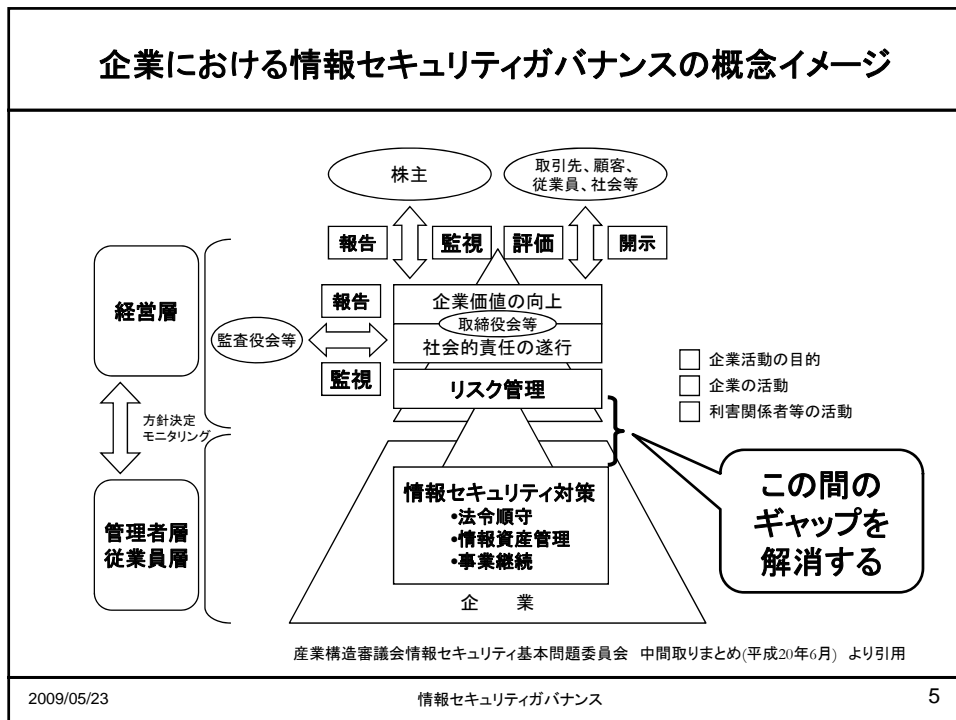 企業における情報セキュリティガバナンスの概念イメージ
株主
取引先、顧客、
従業員、社会等
報告
監視
評価
開示
経営層
報告
企業価値の向上
取締役会等
社会的責任の遂行
監査役会等
監視
リスク管理
企業活動の目的
企業の活動
利害関係者等の活動
方針決定
モニタリング
この間の
ギャップを
解消する
情報セキュリティ対策
•法令順守
•情報資産管理
•事業継続
管理者層
従業員層
企　業
産業構造審議会情報セキュリティ基本問題委員会　中間取りまとめ(平成20年6月)　より引用
2009/05/23
情報セキュリティガバナンス
5